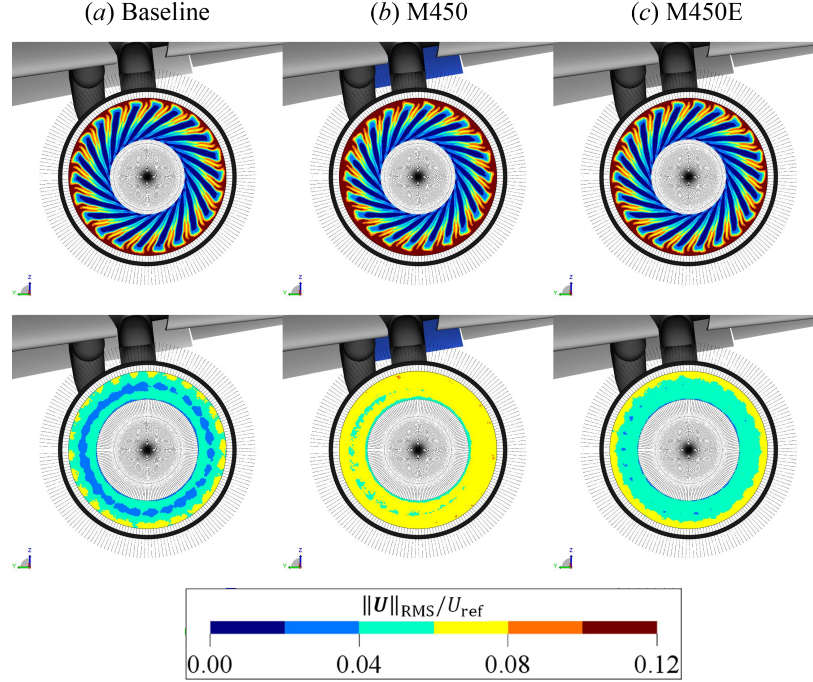 (a) Baseline (b) M450 (c) M450E
Z Z Z
Y Y Y
Z Z Z
Y Y Y
‖U‖RMS/Uref
0.00 0.04 0.08 0.12